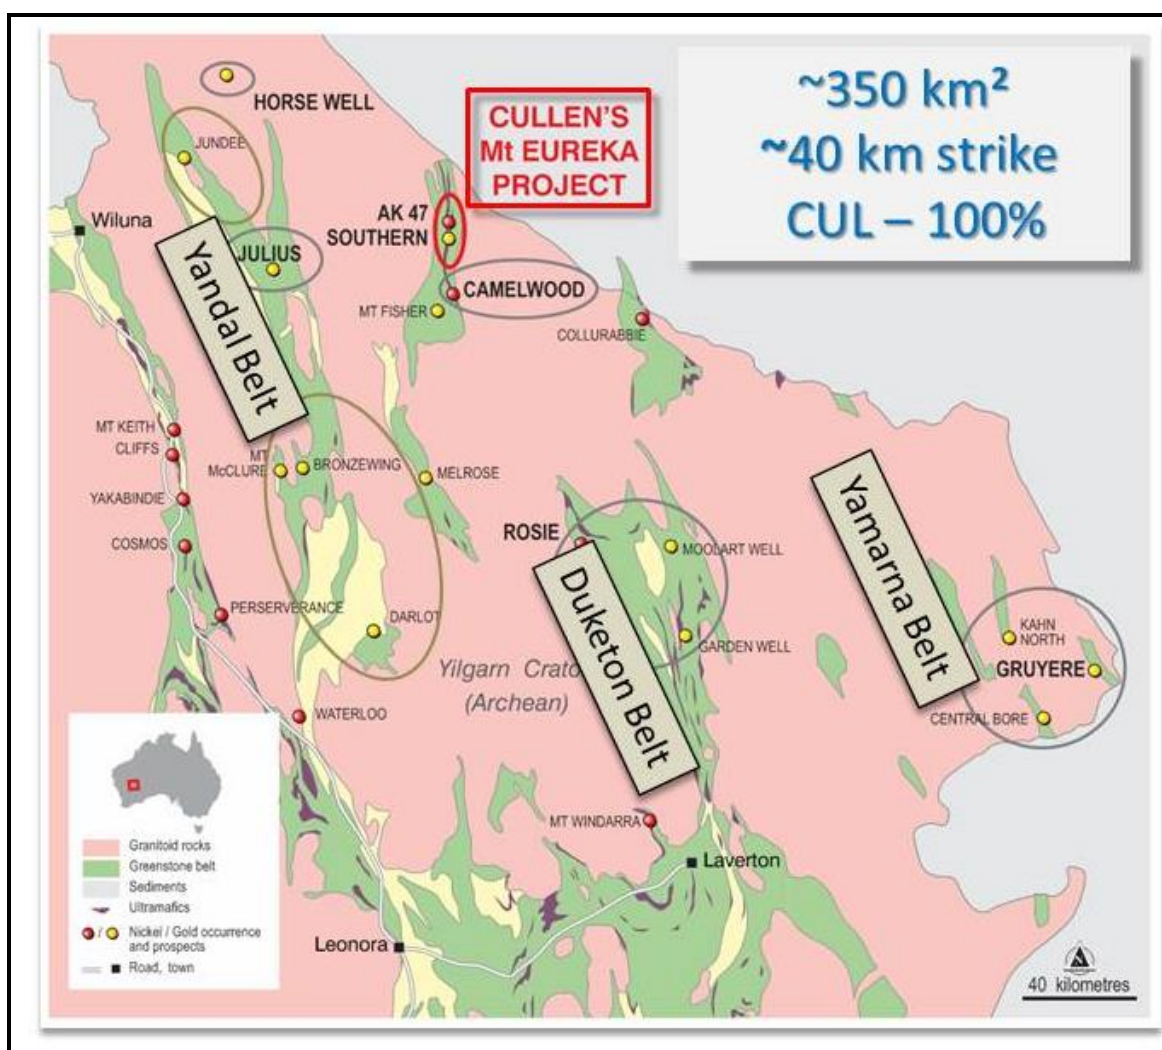 ~350 km²
~40 km strike
CUL – 100%
CULLEN'S
Mt EUREKA
PROJECT
HORSE WELL
JUNDEE
Wiluna
AK 47
SOUTHERN
JULIUS
CAMELWOOD
MT FISHER
COLLURABBIE
Yandal Belt
MT KEITH
CLIFFS
MT
McCLURE
BRONZEWING
MELROSE
YAKABINDIE
COSMOS
ROSIE
MOOLART WELL
Duketon Belt
Yamarna Belt
PERSERVERANCE
DARLOT
GARDEN WELL
KAHN
NORTH
GRUYERE
Yilgarn Crato
(Archean)
WATERLOO
CENTRAL BORE
MT WINDARRA
Laverton
Leonora
Granitoid rocks
Greenstone belt
Sediments
Ultramafics
/ Nickel / Gold occurrence
and prospects
Road, town
40 kilometres